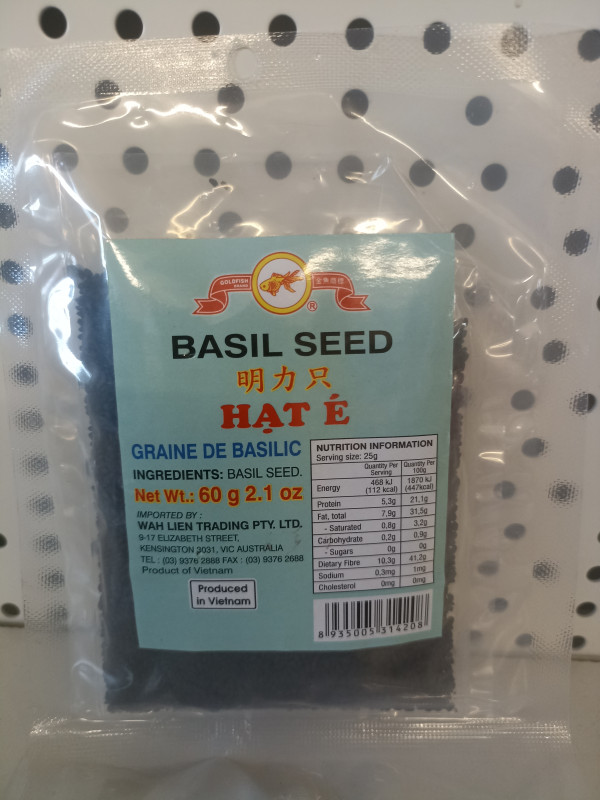 GOLDFISH
BRAND
金魚商標
®
BASIL SEED
明力只
HẠT É
GRAINE DE BASILIC
INGREDIENTS: BASIL SEED.
Net Wt.: 60 g 2.1 oz
IMPORTED BY :
WAH LIEN TRADING PTY. LTD.
9-17 ELIZABETH STREET,
KENSINGTON 3031, VIC AUSTRALIA
TEL : (03) 9376 2888 FAX : (03) 9376 2688
Product of Vietnam
Produced
in Vietnam
NUTRITION INFORMATION
Serving size: 25g
Quantity Per Serving Quantity Per 100g
Energy 468 kJ (112 kcal) 1870 kJ (447kcal)
Protein 5,3g 21,1g
Fat, total 7,9g 31,5g
- Saturated 0,8g 3,2g
Carbohydrate 0,2g 0,9g
- Sugars 0g 0g
Dietary Fibre 10,3g 41,2g
Sodium 0,3mg 1mg
Cholesterol 0mg 0mg
8 935005 314208